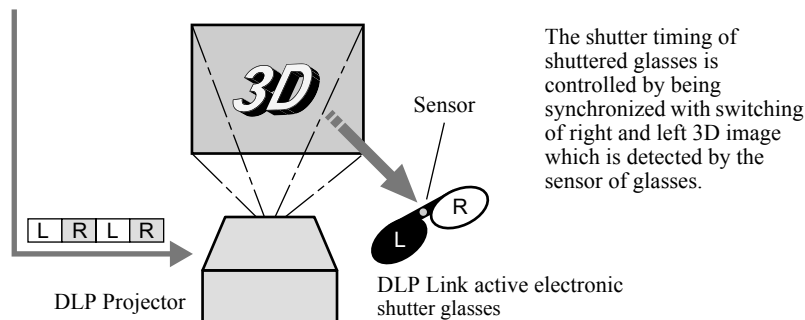 The shutter timing of
shuttered glasses is
controlled by being
synchronized with switching
of right and left 3D image
which is detected by the
sensor of glasses.
3D
Sensor
R
L
L R L R
DLP Projector
DLP Link active electronic
shutter glasses